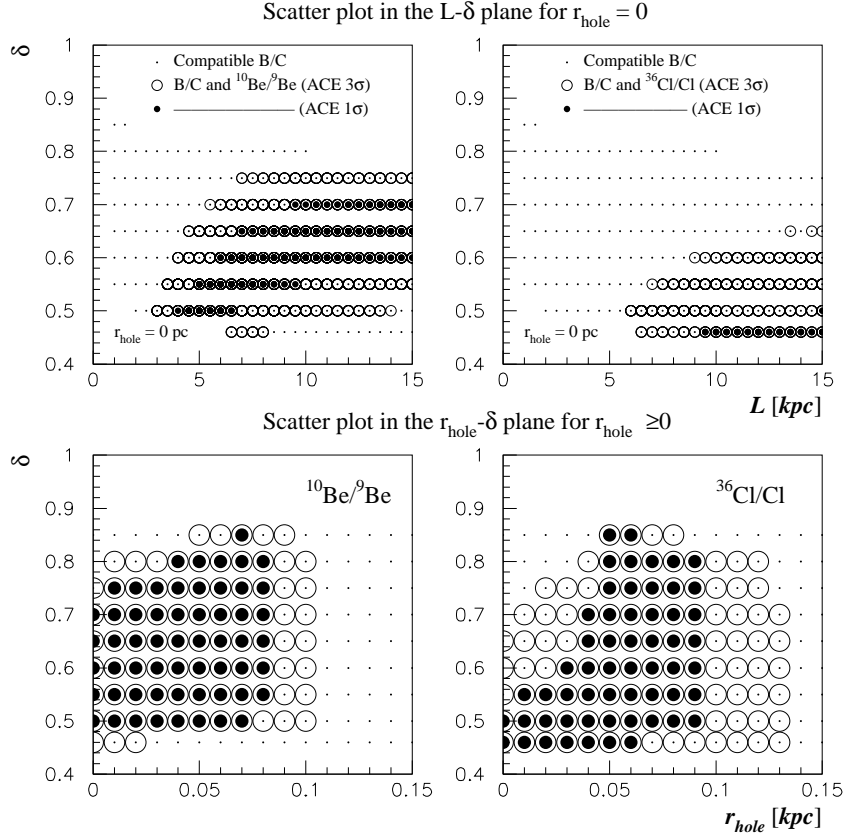 Scatter plot in the L-δ plane for r_hole = 0
δ
Compatible B/C
B/C and ¹⁰Be/⁹Be (ACE 3σ)
(ACE 1σ)
r_hole = 0 pc
1
0.9
0.8
0.7
0.6
0.5
0.4
0 5 10 15
Compatible B/C
B/C and ³⁶Cl/Cl (ACE 3σ)
(ACE 1σ)
r_hole = 0 pc
1
0.9
0.8
0.7
0.6
0.5
0.4
0 5 10 15
L [kpc]
Scatter plot in the r_hole-δ plane for r_hole ≥0
δ
¹⁰Be/⁹Be
1
0.9
0.8
0.7
0.6
0.5
0.4
0 0.05 0.1 0.15
³⁶Cl/Cl
1
0.9
0.8
0.7
0.6
0.5
0.4
0 0.05 0.1 0.15
r_hole [kpc]